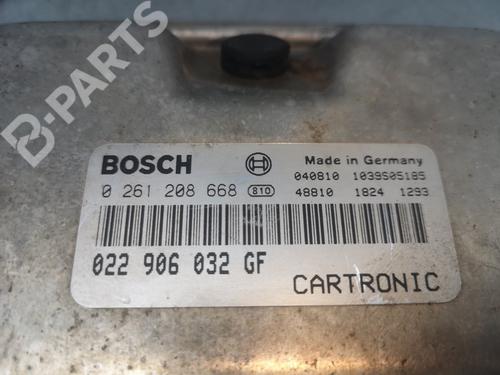 B-PARTS
BOSCH
Made in Germany
0 261 208 668 810
040810 1039S05185
48810 1824 1293
022 906 032 GF
CARTRONIC
B-PARTS